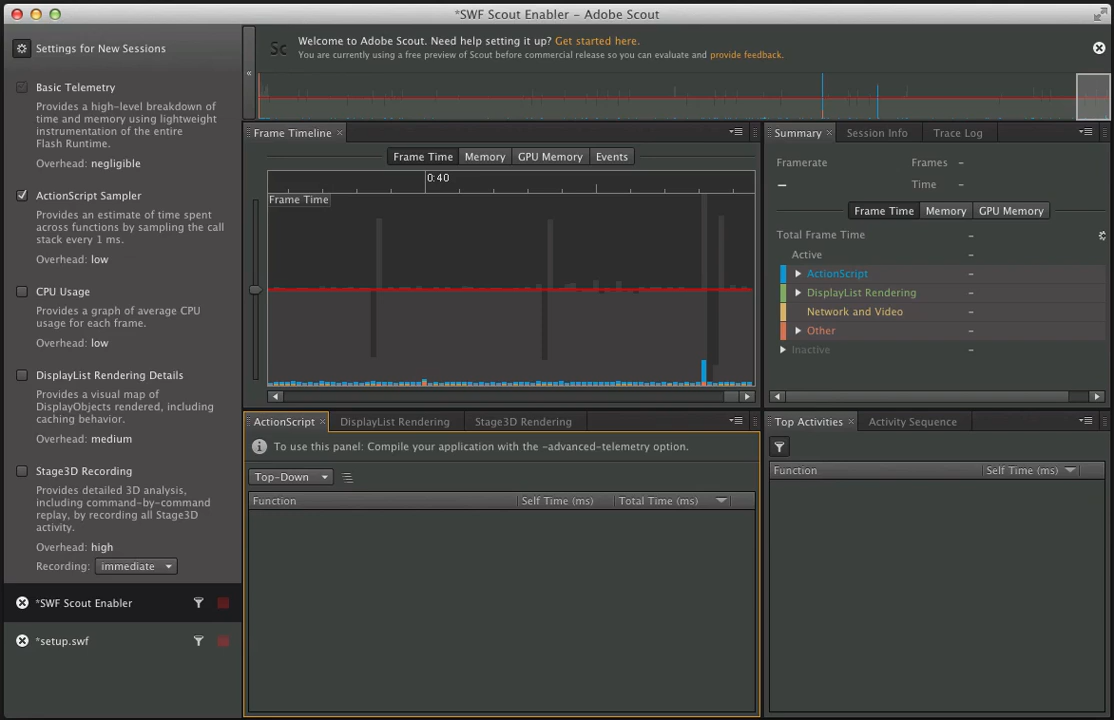 *SWF Scout Enabler – Adobe Scout
Settings for New Sessions
Basic Telemetry
Provides a high-level breakdown of
time and memory using lightweight
instrumentation of the entire
Flash Runtime.
Overhead: negligible
ActionScript Sampler
Provides an estimate of time spent
across functions by sampling the call
stack every 1 ms.
Overhead: low
CPU Usage
Provides a graph of average CPU
usage for each frame.
Overhead: low
DisplayList Rendering Details
Provides a visual map of
DisplayObjects rendered, including
caching behavior.
Overhead: medium
Stage3D Recording
Provides detailed 3D analysis,
including command-by-command
replay, by recording all Stage3D
activity.
Overhead: high
Recording: immediate
*SWF Scout Enabler
*setup.swf
Sc
Welcome to Adobe Scout. Need help setting it up? Get started here.
You are currently using a free preview of Scout before commercial release so you can evaluate and provide feedback.
«
Frame Timeline
Frame Time Memory GPU Memory Events
0:40
Frame Time
Summary Session Info Trace Log
Framerate Frames –
– Time –
Frame Time Memory GPU Memory
Total Frame Time –
Active –
ActionScript –
DisplayList Rendering –
Network and Video –
Other –
Inactive –
ActionScript DisplayList Rendering Stage3D Rendering
To use this panel: Compile your application with the -advanced-telemetry option.
Top-Down
Function Self Time (ms) Total Time (ms)
Top Activities Activity Sequence
Function Self Time (ms)